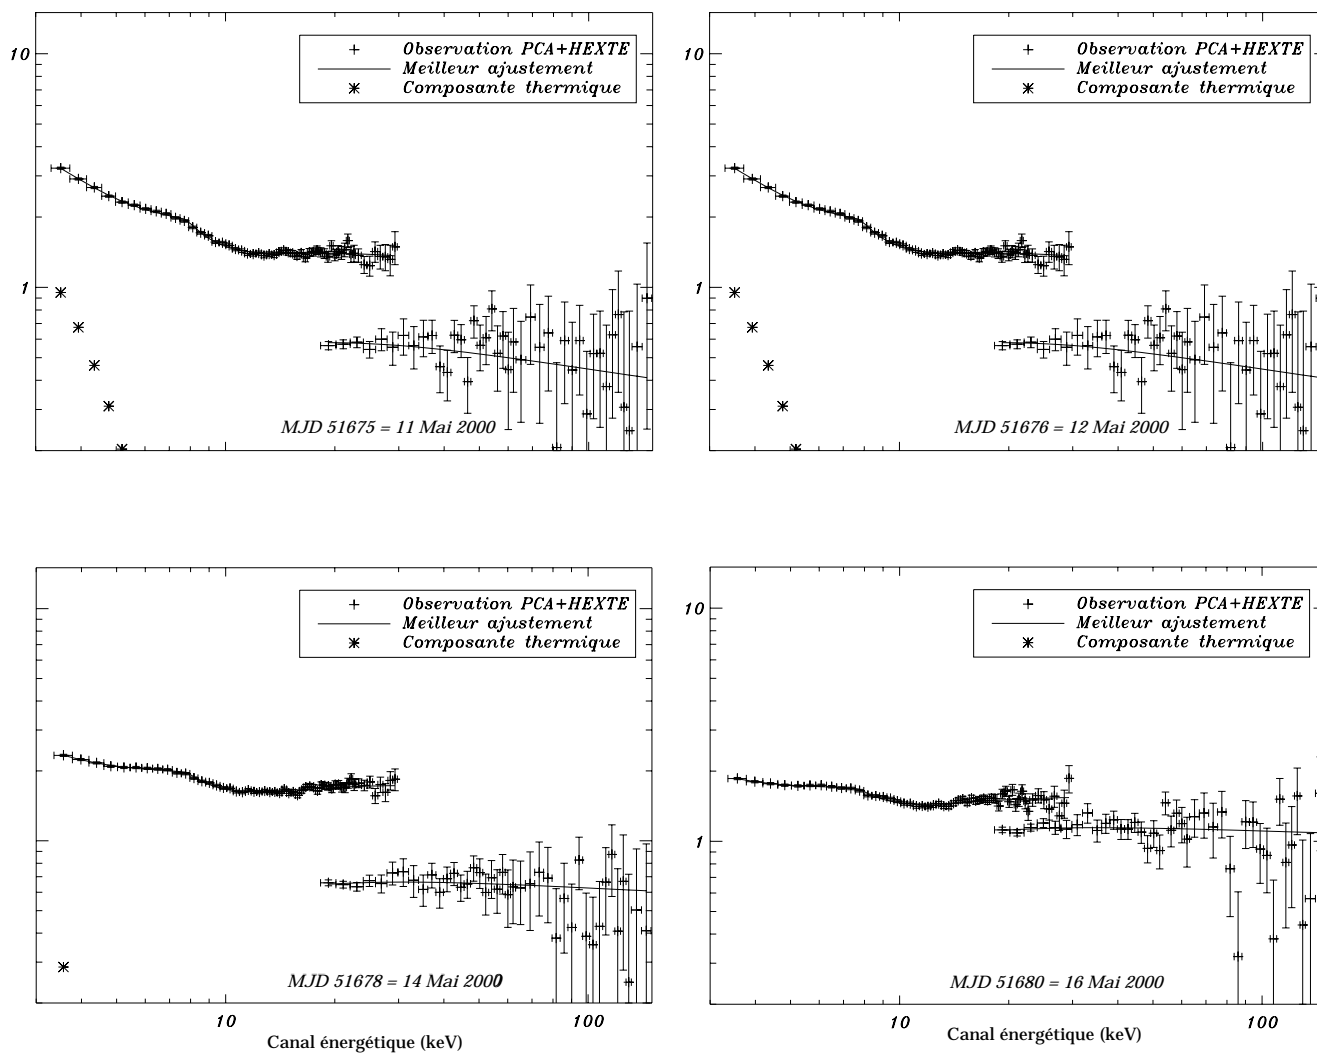 10
Observation PCA+HEXTE
Meilleur ajustement
Composante thermique
1
MJD 51675 = 11 Mai 2000
10
Observation PCA+HEXTE
Meilleur ajustement
Composante thermique
1
MJD 51676 = 12 Mai 2000
Observation PCA+HEXTE
Meilleur ajustement
Composante thermique
MJD 51678 = 14 Mai 2000
10
100
Canal énergétique (keV)
10
Observation PCA+HEXTE
Meilleur ajustement
Composante thermique
1
MJD 51680 = 16 Mai 2000
10
100
Canal énergétique (keV)